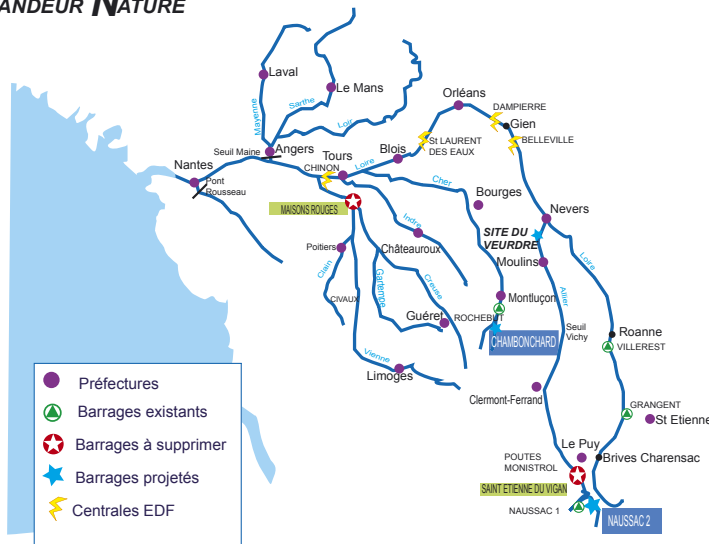 ANDEUR NATURE
Laval
Le Mans
Orléans
Mayenne
Sarthe
Loir
DAMPIERRE
Gien
BELLEVILLE
St LAURENT
DES EAUX
Seuil Maine
Angers
Tours
Blois
CHINON
Loire
Cher
Nantes
Pont
Rousseau
MAISONS ROUGES
Bourges
Nevers
SITE DU
VEURDRE
Indre
Poitiers
Châteauroux
Moulins
Loire
Clain
Gartempe
Creuse
CIVAUX
Allier
Montluçon
Guéret
ROCHEBUT
CHAMBONCHARD
Seuil
Vichy
Roanne
VILLEREST
Vienne
Limoges
Clermont-Ferrand
GRANGENT
St Etienne
Le Puy
POUTES
MONISTROL
Brives Charensac
SAINT ETIENNE DU VIGAN
NAUSSAC 1
NAUSSAC 2
Préfectures
Barrages existants
Barrages à supprimer
Barrages projetés
Centrales EDF